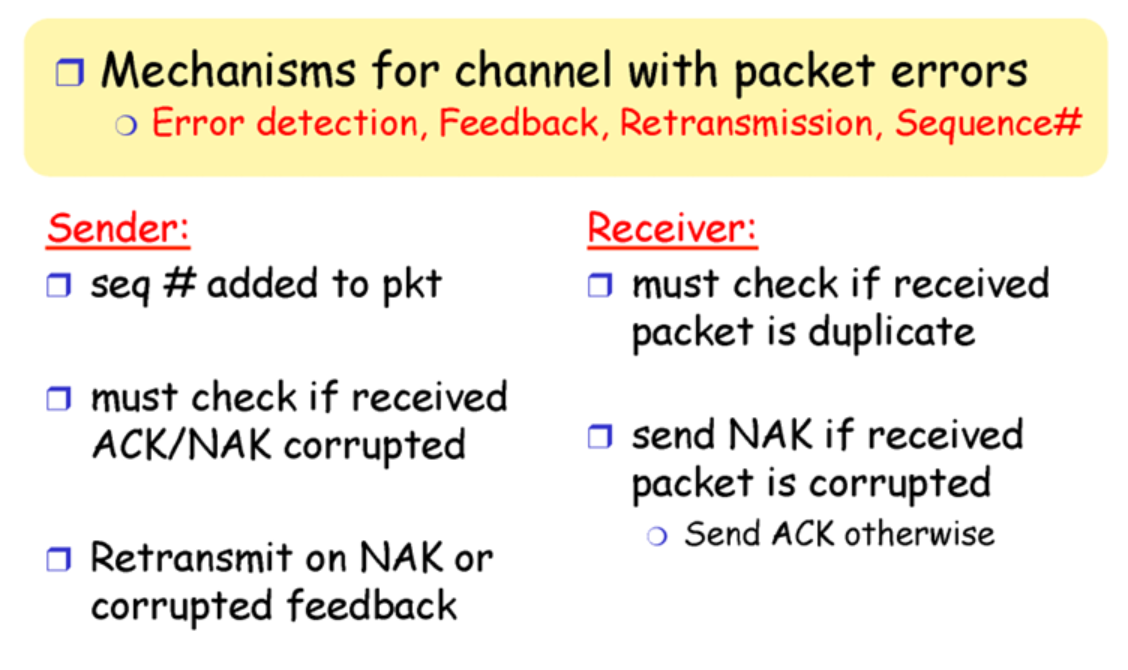 Mechanisms for channel with packet errors
Error detection, Feedback, Retransmission, Sequence#
Sender:
seq # added to pkt
must check if received
ACK/NAK corrupted
Retransmit on NAK or
corrupted feedback
Receiver:
must check if received
packet is duplicate
send NAK if received
packet is corrupted
Send ACK otherwise